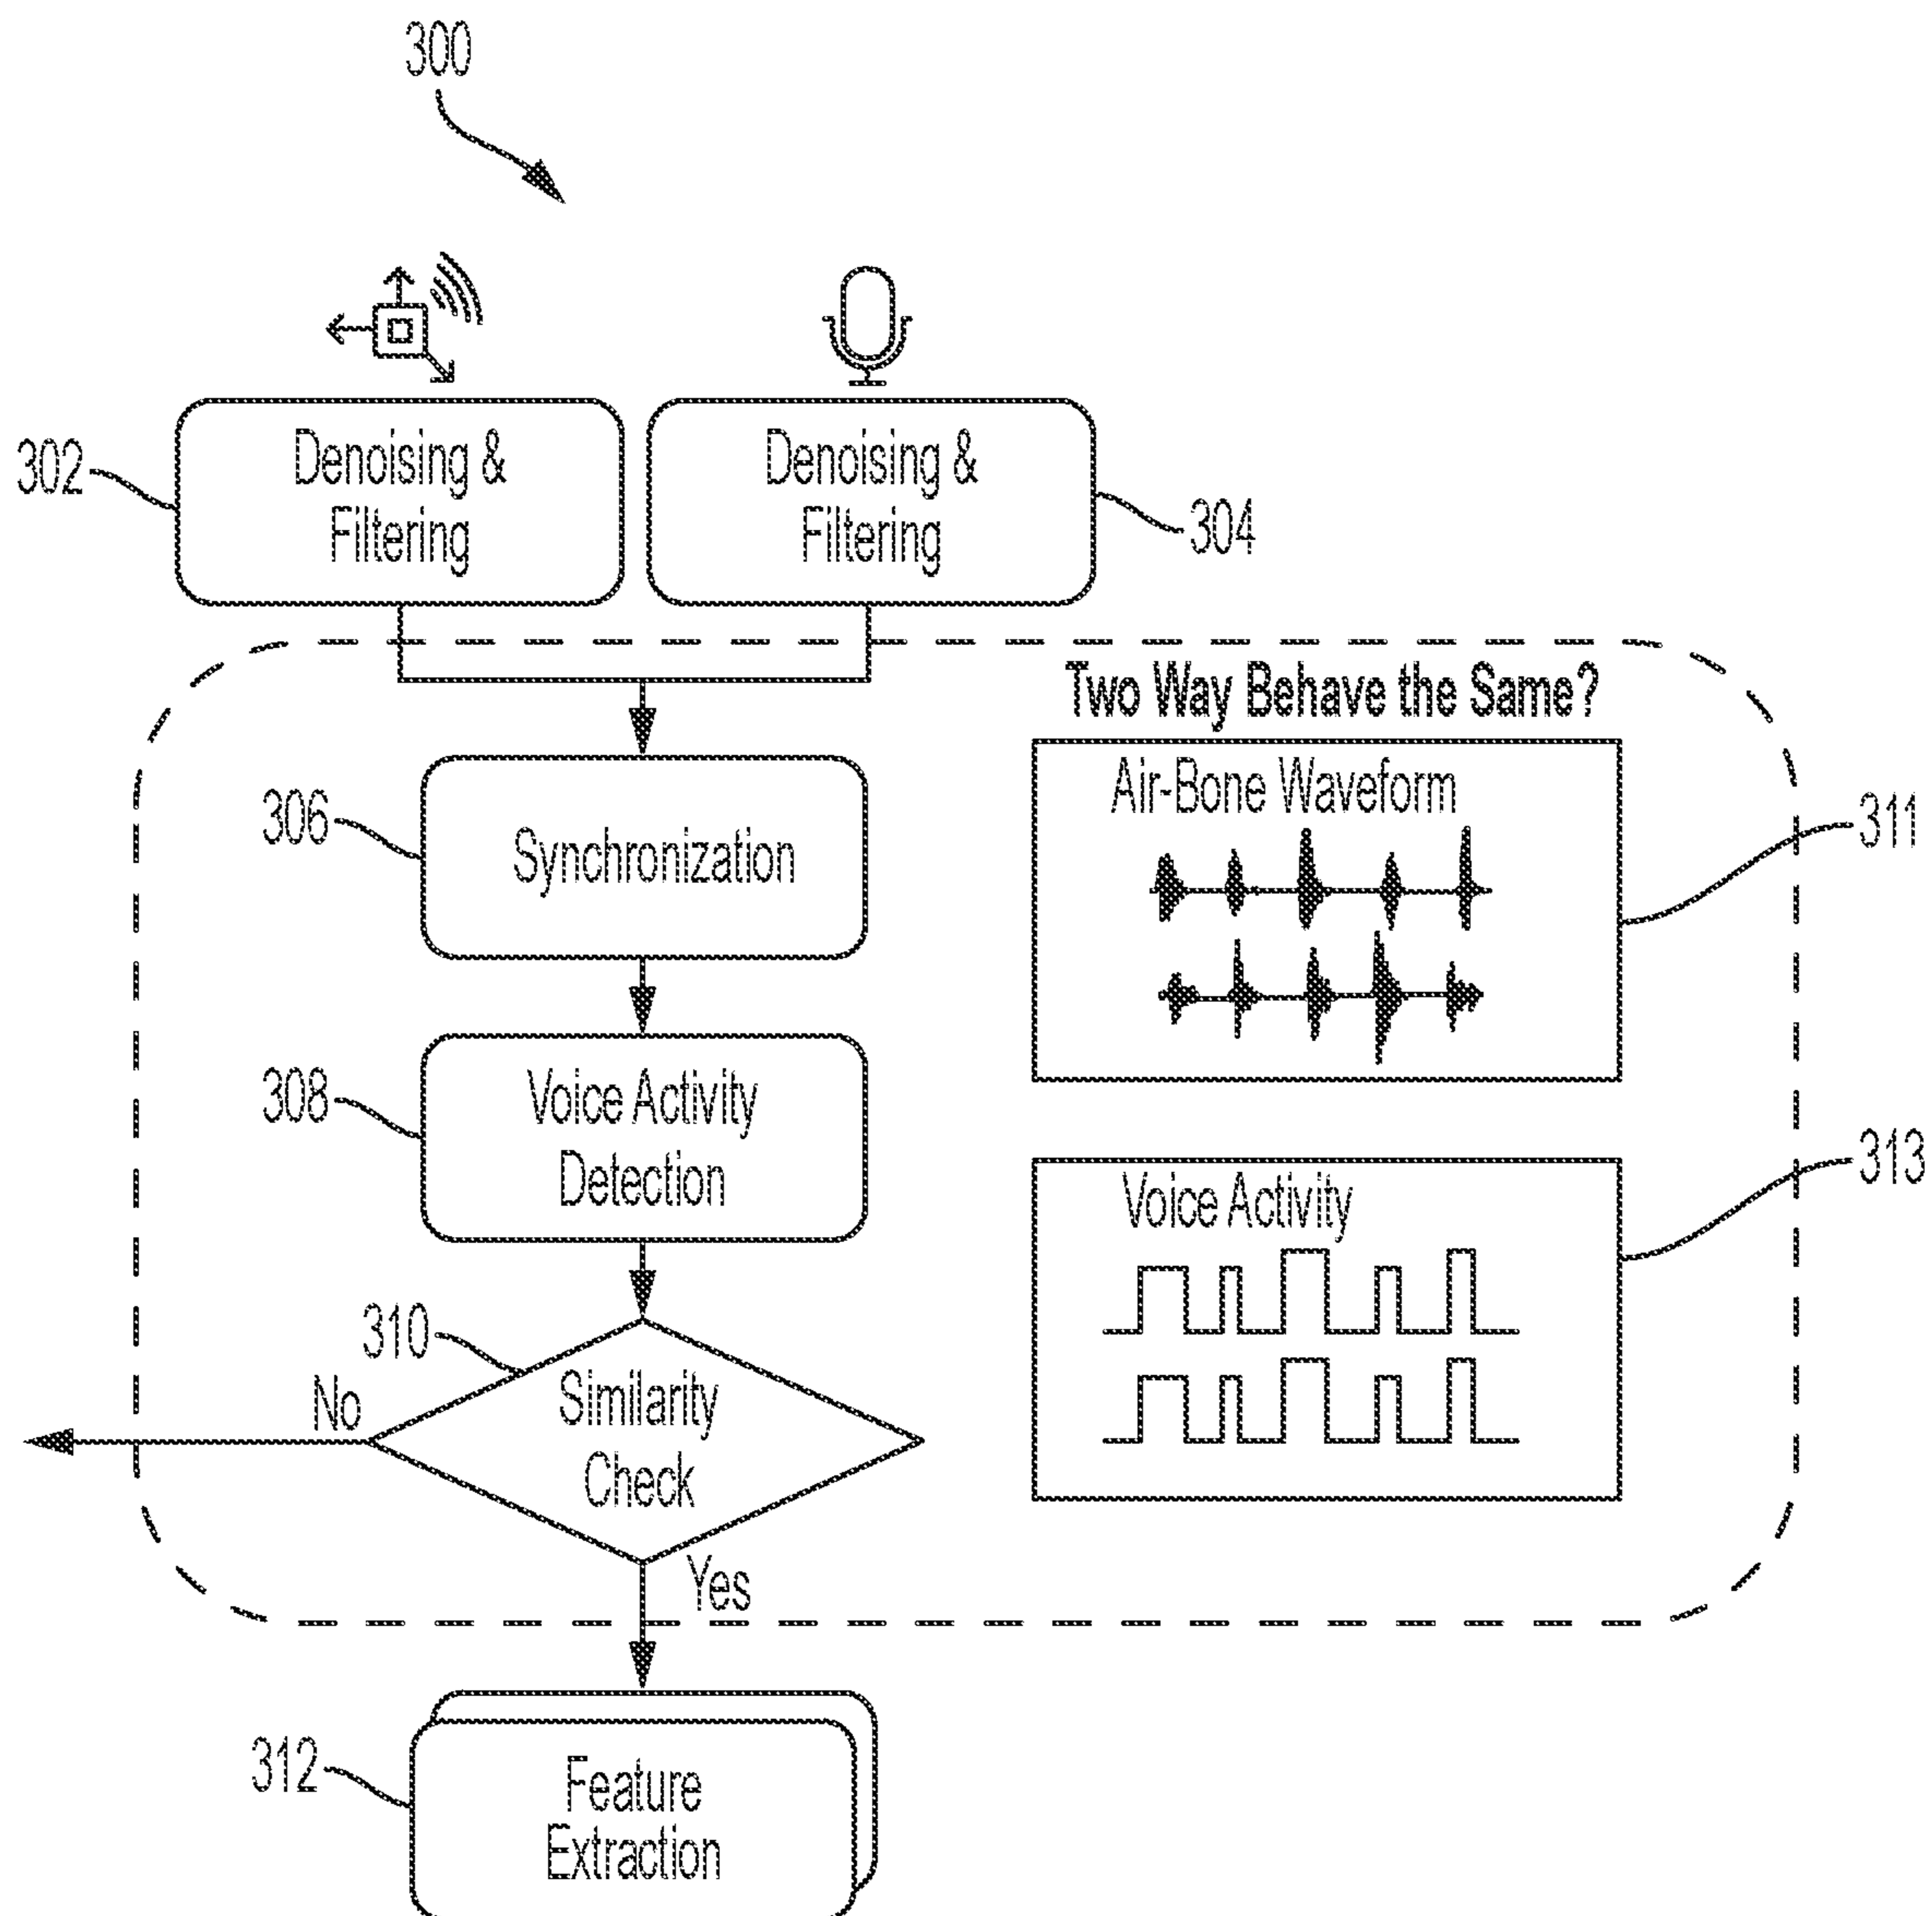 300
302
Denoising &
Filtering
Denoising &
Filtering
304
Two Way Behave the Same?
306
Synchronization
Air-Bone Waveform
311
308
Voice Activity
Detection
Voice Activity
313
310
Similarity
Check
No
Yes
312
Feature
Extraction